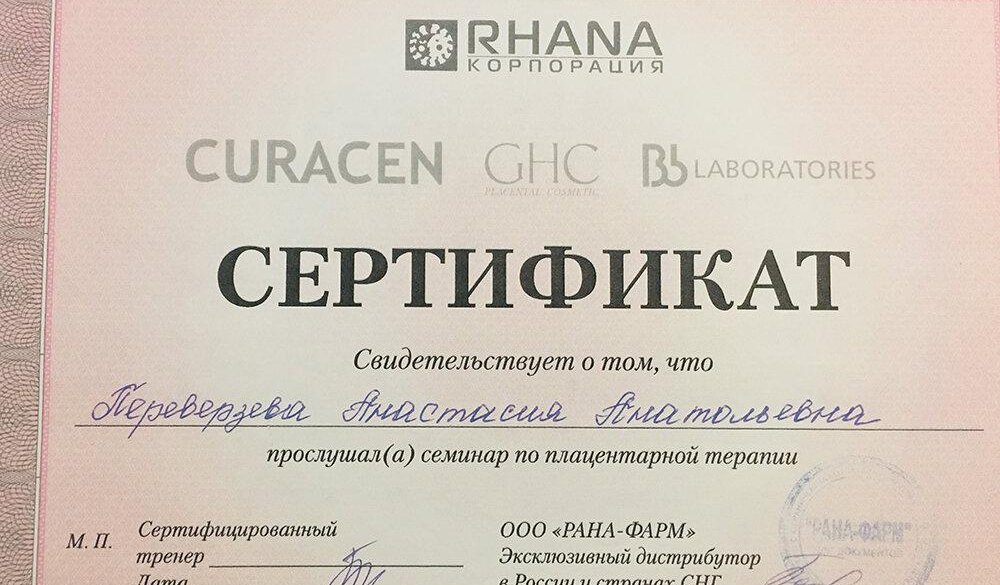 RHANA
КОРПОРАЦИЯ
CURACEN GHC Bb LABORATORIES
PLACENTAL COSMETIC
СЕРТИФИКАТ
Свидетельствует о том, что
Переверзева Анастасия Анатольевна
прослушал(а) семинар по плацентарной терапии
М. П. Сертифицированный
тренер
Дата
ООО «РАНА-ФАРМ»
Эксклюзивный дистрибутор
в России и странах СНГ
"РАНА-ФАРМ"